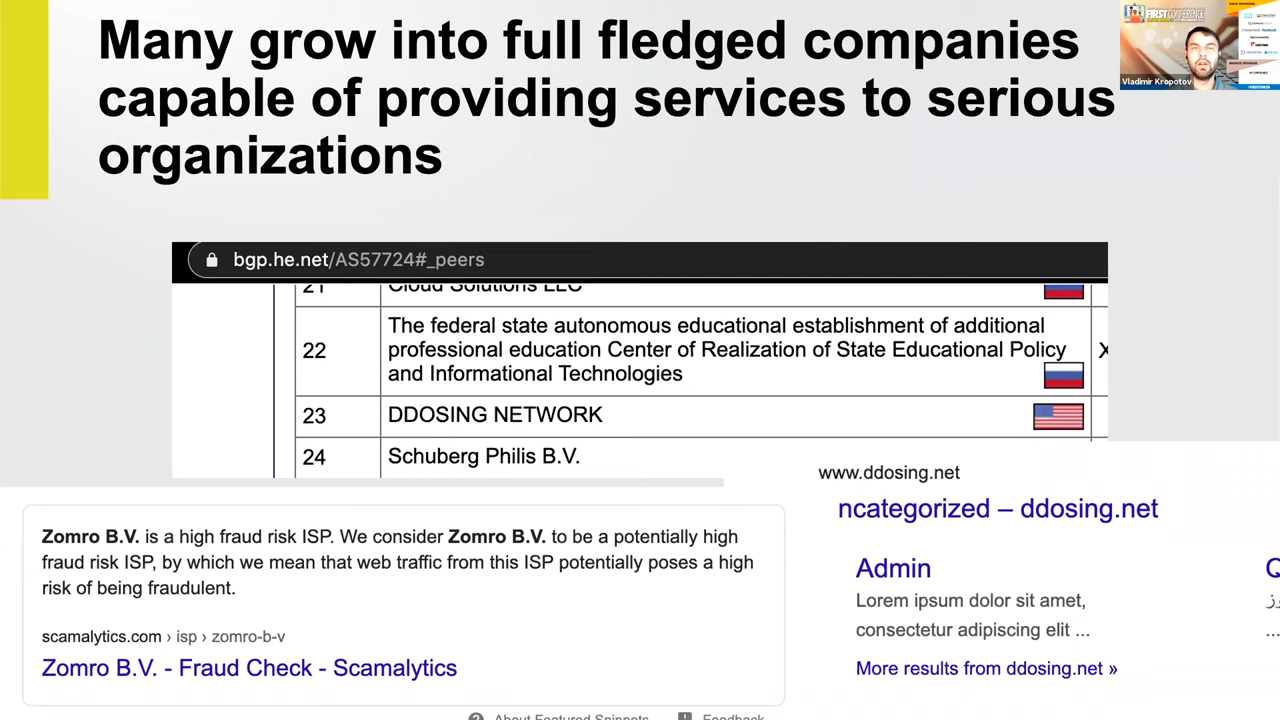 Many grow into full fledged companies
capable of providing services to serious
organizations
FIRSTCONFERENCE
Vladimir Kropotov
bgp.he.net/AS57724#_peers
21 Cloud Solutions LLC
22 The federal state autonomous educational establishment of additional
professional education Center of Realization of State Educational Policy
and Informational Technologies
X
23 DDOSING NETWORK
24 Schuberg Philis B.V.
Zomro B.V. is a high fraud risk ISP. We consider Zomro B.V. to be a potentially high
fraud risk ISP, by which we mean that web traffic from this ISP potentially poses a high
risk of being fraudulent.
scamalytics.com › isp › zomro-b-v
Zomro B.V. - Fraud Check - Scamalytics
About Featured Snippets
Feedback
www.ddosing.net
ncategorized – ddosing.net
Admin
Lorem ipsum dolor sit amet,
consectetur adipiscing elit ...
More results from ddosing.net »
...